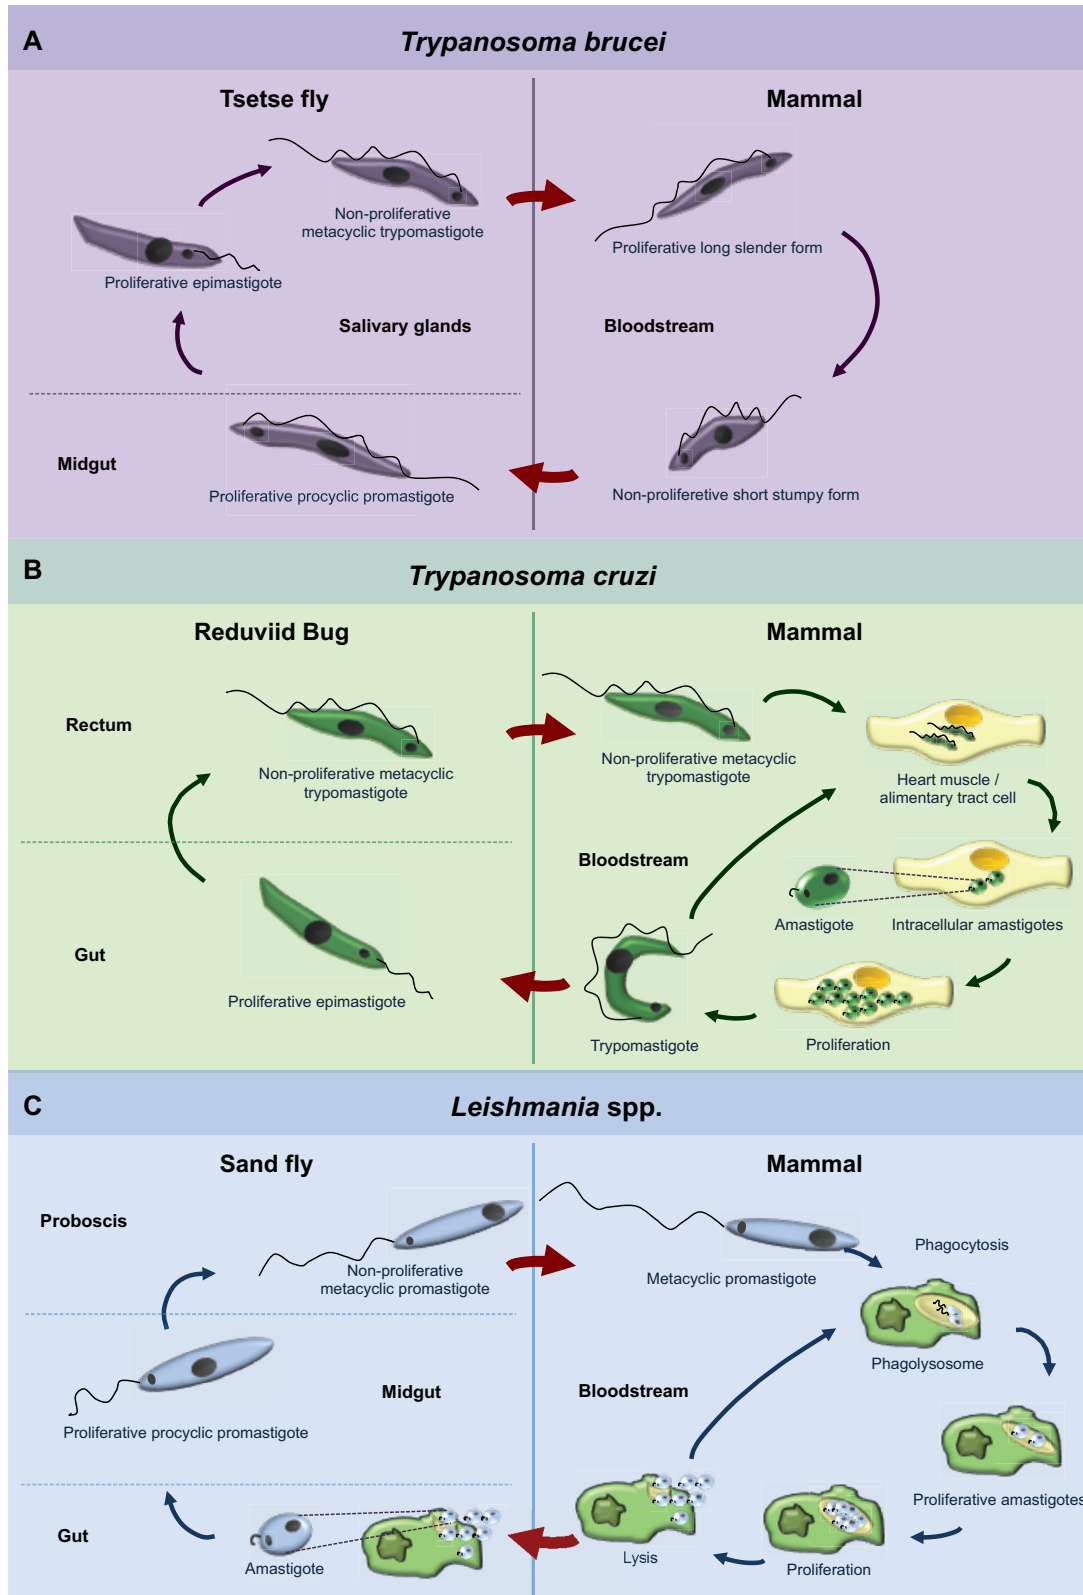 A
Trypanosoma brucei
Tsetse fly
Mammal
Non-proliferative
metacyclic trypomastigote
Proliferative long slender form
Proliferative epimastigote
Salivary glands
Bloodstream
Midgut
Proliferative procyclic promastigote
Non-proliferetive short stumpy form
B
Trypanosoma cruzi
Reduviid Bug
Mammal
Rectum
Non-proliferative metacyclic
trypomastigote
Non-proliferative metacyclic
trypomastigote
Heart muscle /
alimentary tract cell
Bloodstream
Amastigote
Intracellular amastigotes
Gut
Proliferative epimastigote
Trypomastigote
Proliferation
C
Leishmania spp.
Sand fly
Mammal
Proboscis
Non-proliferative
metacyclic promastigote
Metacyclic promastigote
Phagocytosis
Phagolysosome
Midgut
Bloodstream
Proliferative procyclic promastigote
Proliferative amastigotes
Gut
Amastigote
Lysis
Proliferation